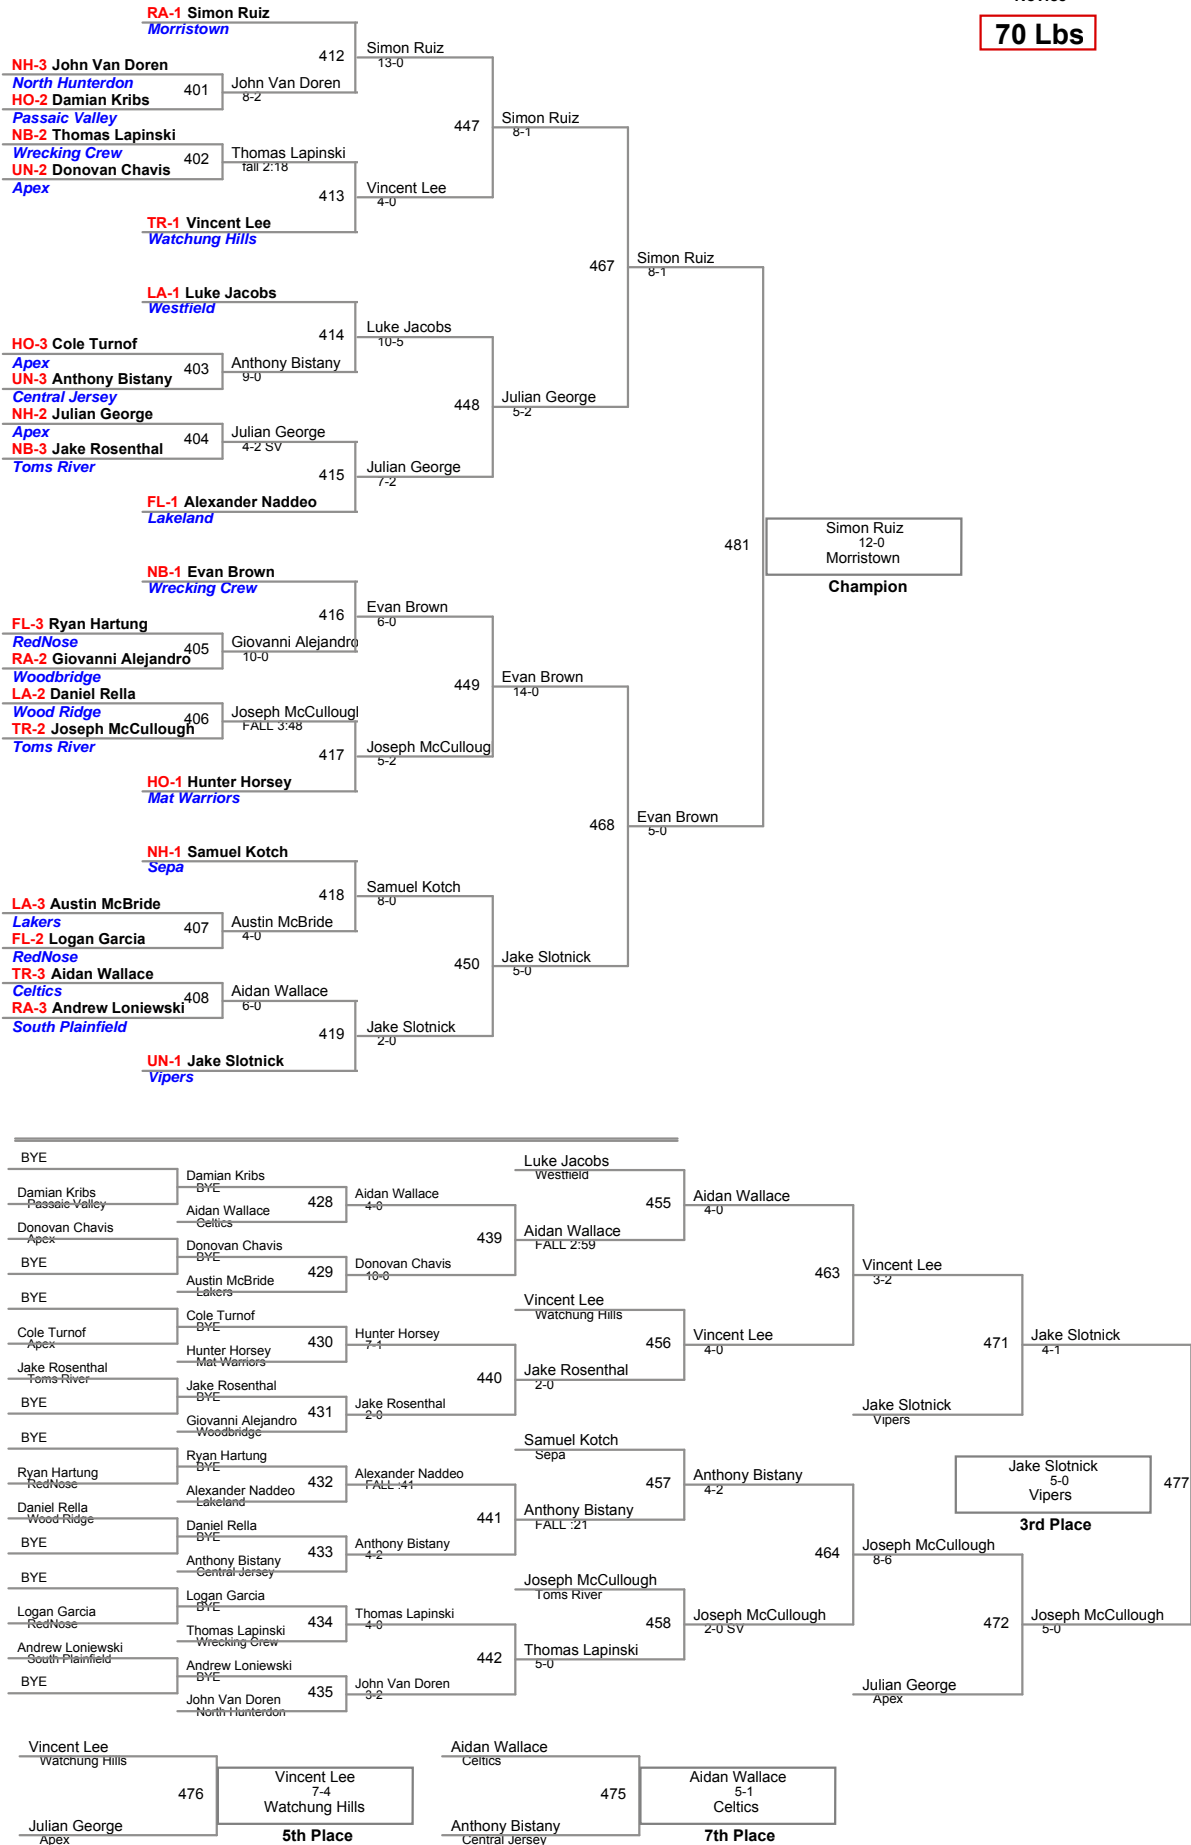 70 Lbs
RA-1 Simon Ruiz
Morristown
412
Simon Ruiz
13-0
NH-3 John Van Doren
North Hunterdon
401
John Van Doren
8-2
HO-2 Damian Kribs
Passaic Valley
447
Simon Ruiz
8-1
NB-2 Thomas Lapinski
Wrecking Crew
402
Thomas Lapinski
fall 2:18
UN-2 Donovan Chavis
Apex
413
Vincent Lee
4-0
TR-1 Vincent Lee
Watchung Hills
467
Simon Ruiz
8-1
LA-1 Luke Jacobs
Westfield
414
Luke Jacobs
10-5
HO-3 Cole Turnof
Apex
403
Anthony Bistany
9-0
UN-3 Anthony Bistany
Central Jersey
448
Julian George
5-2
NH-2 Julian George
Apex
404
Julian George
4-2 SV
NB-3 Jake Rosenthal
Toms River
415
Julian George
7-2
FL-1 Alexander Naddeo
Lakeland
481
Simon Ruiz
12-0
Morristown
Champion
NB-1 Evan Brown
Wrecking Crew
416
Evan Brown
6-0
FL-3 Ryan Hartung
RedNose
405
Giovanni Alejandro
10-0
RA-2 Giovanni Alejandro
Woodbridge
449
Evan Brown
14-0
LA-2 Daniel Rella
Wood Ridge
406
Joseph McCullough
FALL 3:48
TR-2 Joseph McCullough
Toms River
417
Joseph McCulloug
5-2
HO-1 Hunter Horsey
Mat Warriors
468
Evan Brown
5-0
NH-1 Samuel Kotch
Sepa
418
Samuel Kotch
8-0
LA-3 Austin McBride
Lakers
407
Austin McBride
4-0
FL-2 Logan Garcia
RedNose
450
Jake Slotnick
5-0
TR-3 Aidan Wallace
Celtics
408
Aidan Wallace
6-0
RA-3 Andrew Loniewski
South Plainfield
419
Jake Slotnick
2-0
UN-1 Jake Slotnick
Vipers
BYE
Damian Kribs
BYE
Damian Kribs
Passaic Valley
428
Aidan Wallace
4-0
Aidan Wallace
Celtics
Donovan Chavis
Apex
Donovan Chavis
BYE
BYE
429
Donovan Chavis
10-0
Austin McBride
Lakers
439
Aidan Wallace
FALL 2:59
Luke Jacobs
Westfield
455
Aidan Wallace
4-0
BYE
Cole Turnof
BYE
Cole Turnof
Apex
430
Hunter Horsey
7-1
Hunter Horsey
Mat Warriors
Jake Rosenthal
Toms River
Jake Rosenthal
BYE
BYE
431
Jake Rosenthal
2-0
Giovanni Alejandro
Woodbridge
440
Jake Rosenthal
2-0
Vincent Lee
Watchung Hills
456
Vincent Lee
4-0
463
Vincent Lee
3-2
471
Jake Slotnick
4-1
Jake Slotnick
Vipers
BYE
Ryan Hartung
BYE
Ryan Hartung
RedNose
432
Alexander Naddeo
FALL :41
Alexander Naddeo
Lakeland
Daniel Rella
Wood Ridge
Daniel Rella
BYE
BYE
433
Anthony Bistany
4-2
Anthony Bistany
Central Jersey
441
Anthony Bistany
FALL :21
Samuel Kotch
Sepa
457
Anthony Bistany
4-2
Jake Slotnick
5-0
Vipers
477
3rd Place
BYE
Logan Garcia
BYE
Logan Garcia
RedNose
434
Thomas Lapinski
4-0
Thomas Lapinski
Wrecking Crew
Andrew Loniewski
South Plainfield
Andrew Loniewski
BYE
BYE
435
John Van Doren
3-2
John Van Doren
North Hunterdon
442
Thomas Lapinski
5-0
Joseph McCullough
Toms River
458
Joseph McCullough
2-0 SV
464
Joseph McCullough
8-6
472
Joseph McCullough
5-0
Julian George
Apex
Vincent Lee
Watchung Hills
476
Vincent Lee
7-4
Watchung Hills
Julian George
Apex
5th Place
Aidan Wallace
Celtics
475
Aidan Wallace
5-1
Celtics
Anthony Bistany
Central Jersey
7th Place